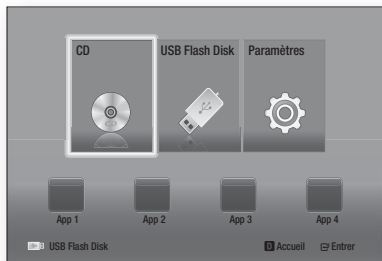 CD USB Flash Disk Paramètres
App 1 App 2 App 3 App 4
USB Flash Disk D Accueil Entrer